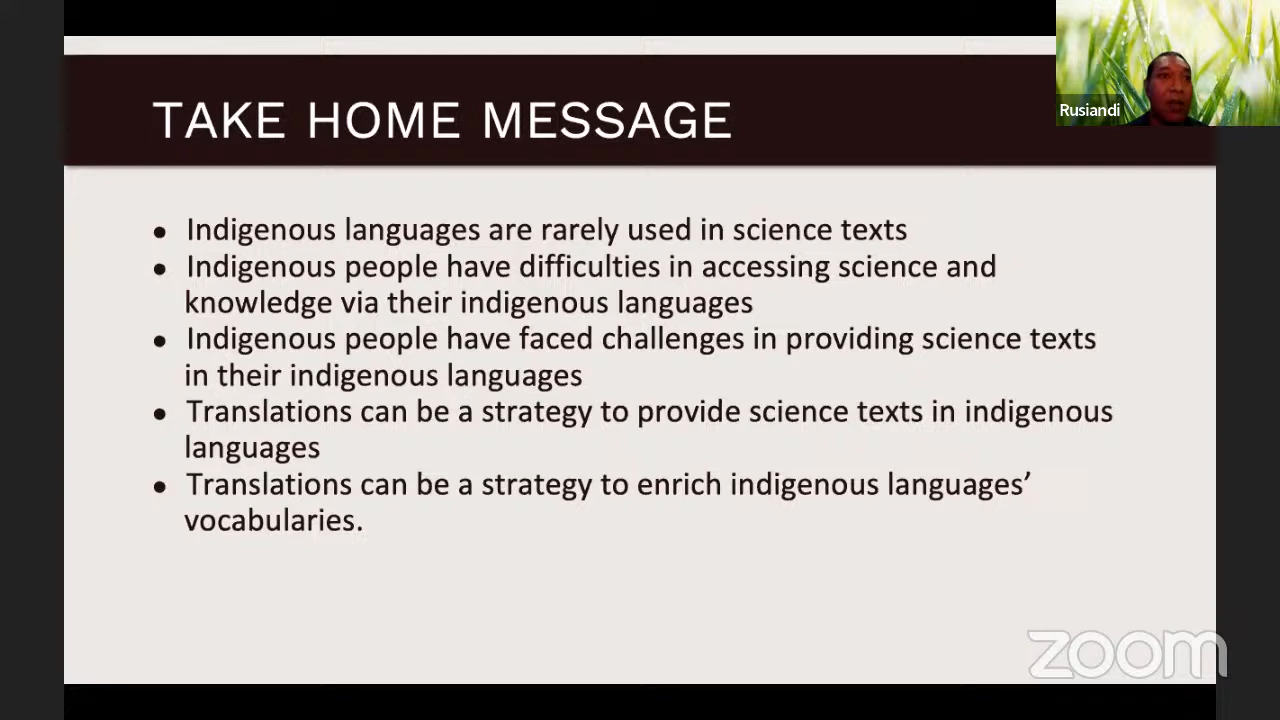 TAKE HOME MESSAGE
Rusiandi
• Indigenous languages are rarely used in science texts
• Indigenous people have difficulties in accessing science and
knowledge via their indigenous languages
• Indigenous people have faced challenges in providing science texts
in their indigenous languages
• Translations can be a strategy to provide science texts in indigenous
languages
• Translations can be a strategy to enrich indigenous languages’
vocabularies.
zoom